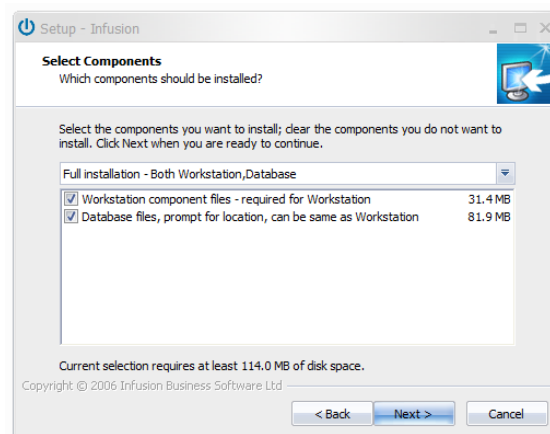 Setup - Infusion
Select Components
Which components should be installed?
Select the components you want to install; clear the components you do not want to
install. Click Next when you are ready to continue.
Full installation - Both Workstation,Database
Workstation component files - required for Workstation 31.4 MB
Database files, prompt for location, can be same as Workstation 81.9 MB
Current selection requires at least 114.0 MB of disk space.
Copyright © 2006 Infusion Business Software Ltd
< Back Next > Cancel